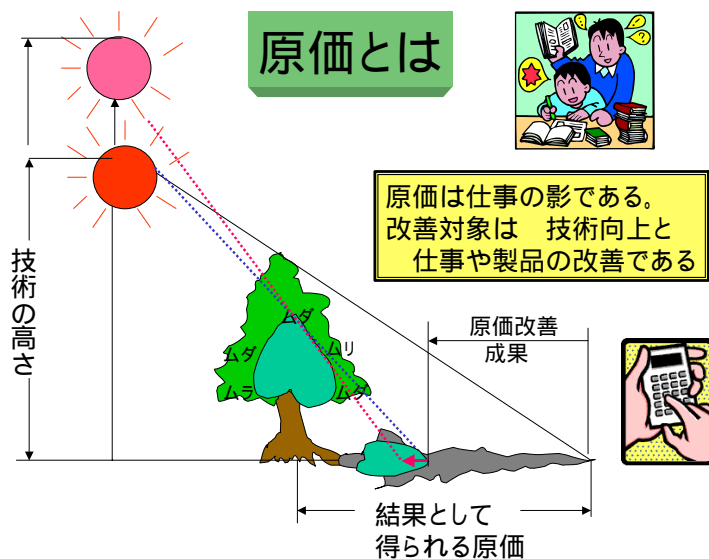 原価とは
原価は仕事の影である。
改善対象は 技術向上と
仕事や製品の改善である
技術の高さ
ムダ
ムダ
ムリ
ムラ
ムダ
原価改善
成果
結果として
得られる原価